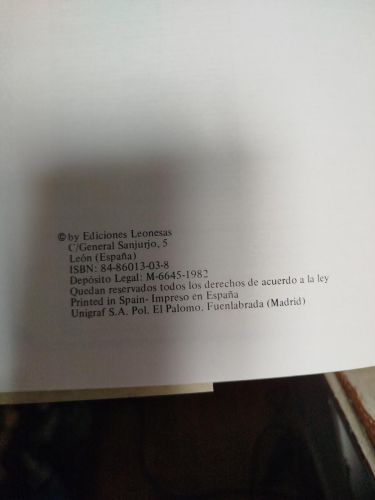 © by Ediciones Leonesas
C/General Sanjurjo, 5
León (España)
ISBN: 84-86013-03-8
Depósito Legal: M-6645-1982
Quedan reservados todos los derechos de acuerdo a la ley
Printed in Spain- Impreso en España
Unigraf S.A. Pol. El Palomo. Fuenlabrada (Madrid)